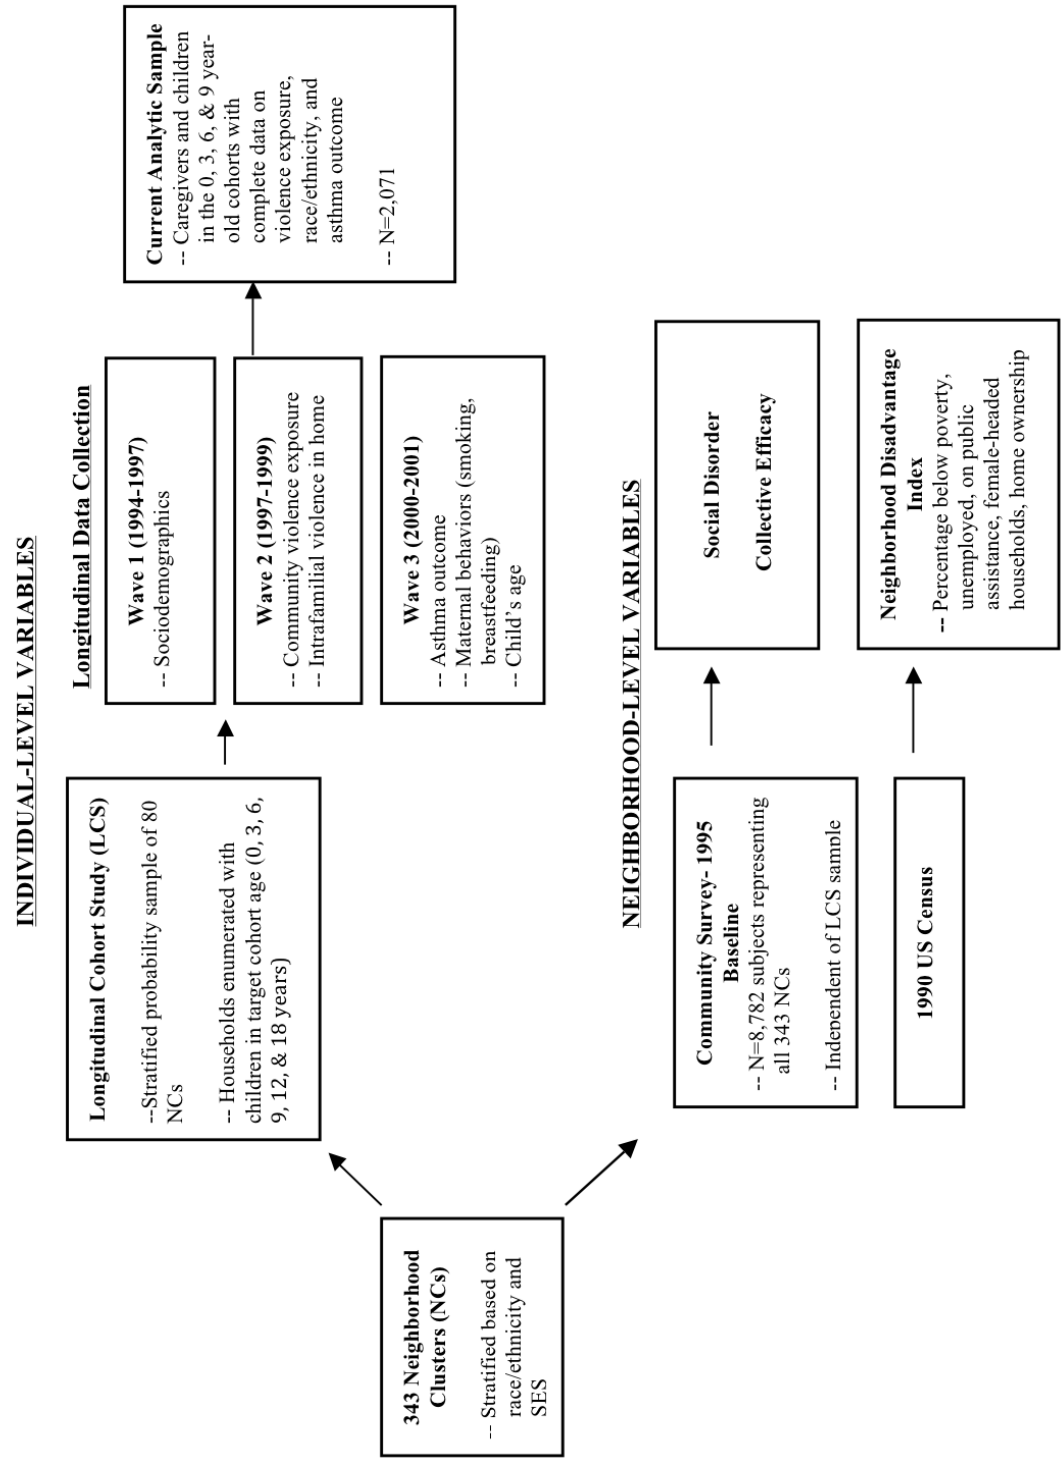 INDIVIDUAL-LEVEL VARIABLES
343 Neighborhood
Clusters (NCs)
-- Stratified based on
race/ethnicity and
SES
Longitudinal Cohort Study (LCS)
--Stratified probability sample of 80
NCs
-- Households enumerated with
children in target cohort age (0, 3, 6,
9, 12, & 18 years)
Longitudinal Data Collection
Wave 1 (1994-1997)
-- Sociodemographics
Wave 2 (1997-1999)
-- Community violence exposure
-- Intrafamilial violence in home
Wave 3 (2000-2001)
-- Asthma outcome
-- Maternal behaviors (smoking,
breastfeeding)
-- Child’s age
Current Analytic Sample
-- Caregivers and children
in the 0, 3, 6, & 9 year-
old cohorts with
complete data on
violence exposure,
race/ethnicity, and
asthma outcome
-- N=2,071
NEIGHBORHOOD-LEVEL VARIABLES
Community Survey- 1995
Baseline
-- N=8,782 subjects representing
all 343 NCs
-- Independent of LCS sample
1990 US Census
Social Disorder
Collective Efficacy
Neighborhood Disadvantage
Index
-- Percentage below poverty,
unemployed, on public
assistance, female-headed
households, home ownership